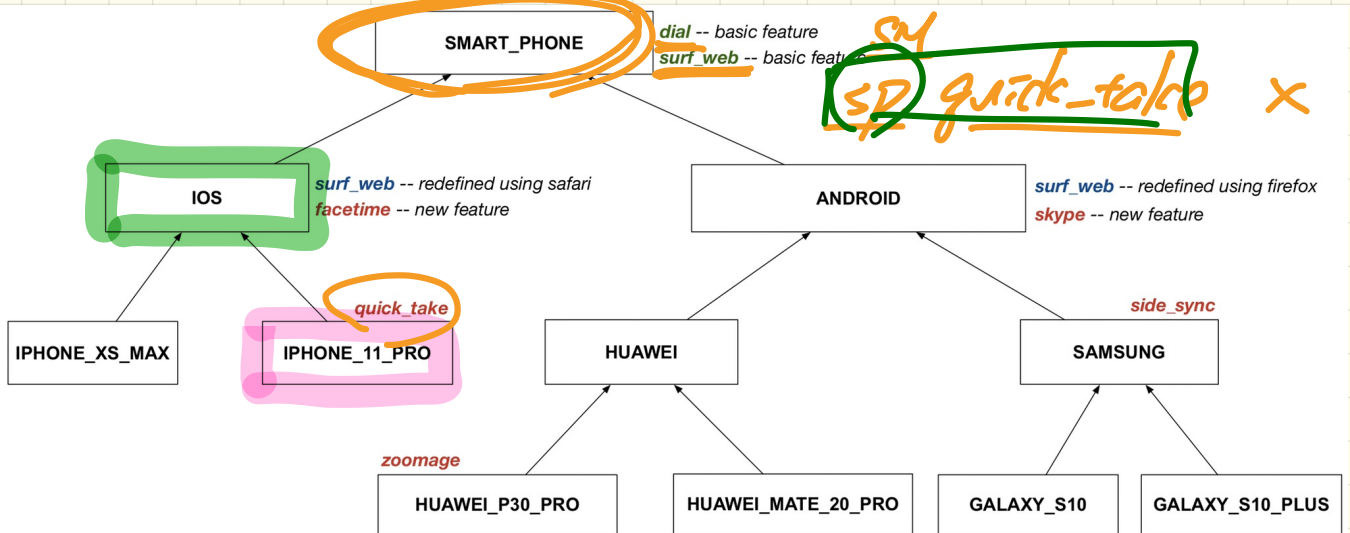 SMART_PHONE
dial -- basic feature
surf_web -- basic feature
SM
sp quick_take X
IOS
surf_web -- redefined using safari
facetime -- new feature
ANDROID
surf_web -- redefined using firefox
skype -- new feature
quick_take
side_sync
IPHONE_XS_MAX
IPHONE_11_PRO
HUAWEI
SAMSUNG
zoomage
HUAWEI_P30_PRO
HUAWEI_MATE_20_PRO
GALAXY_S10
GALAXY_S10_PLUS